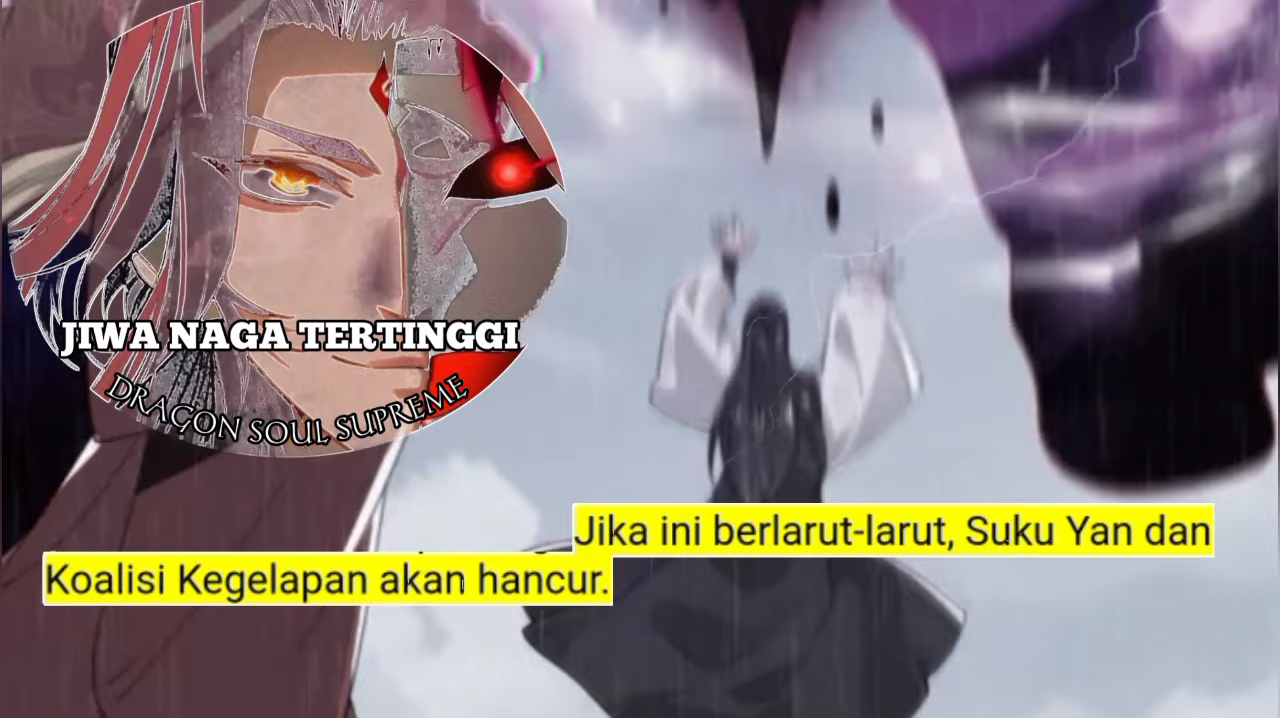 JIWA NAGA TERTINGGI
DRAGON SOUL SUPREME
Jika ini berlarut-larut, Suku Yan dan
Koalisi Kegelapan akan hancur.